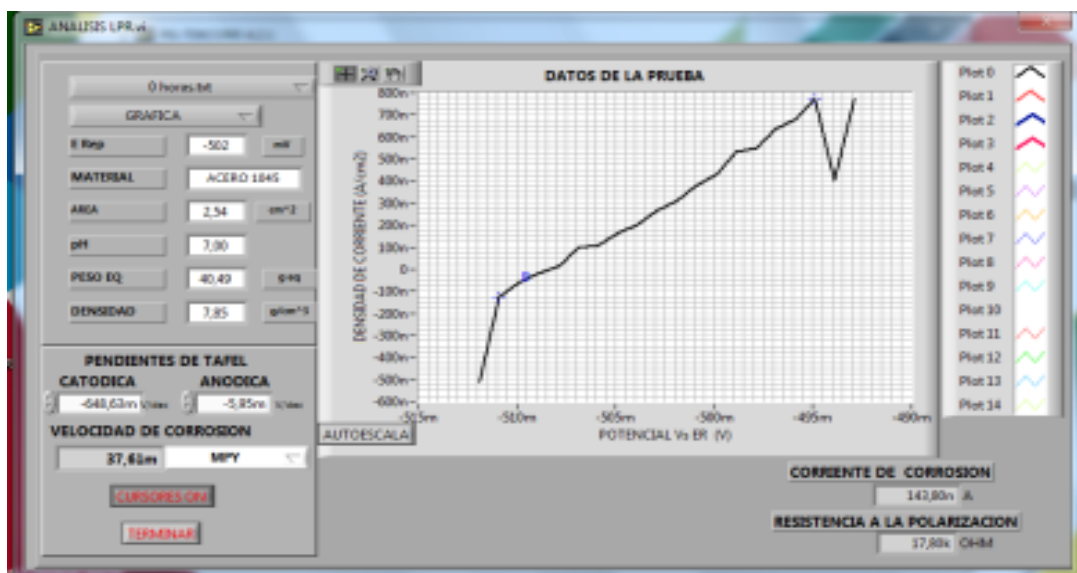 ANALISIS LPR.vi
0 horas.txt
GRAFICA
E Rep -502 mV
MATERIAL ACERO 1045
AREA 2,54 cm^2
pH 7,00
PESO EQ 40,49
DENSIDAD 7,85 g/cm^3
PENDIENTES DE TAFEL
CATODICA ANODICA
-648,63m -5,95m
VELOCIDAD DE CORROSION
37,61m MPY
CURSORES ON
TERMINAR
DATOS DE LA PRUEBA
800n
700n
600n
500n
400n
300n
200n
100n
0
-100n
-200n
-300n
-400n
-500n
-600n
DENSIDAD DE CORRIENTE (A/cm2)
-515m -510m -505m -500m -495m -490m
POTENCIAL Vs ER (V)
AUTOESCALA
Plot 0
Plot 1
Plot 2
Plot 3
Plot 4
Plot 5
Plot 6
Plot 7
Plot 8
Plot 9
Plot 10
Plot 11
Plot 12
Plot 13
Plot 14
CORRIENTE DE CORROSION
143,80n A
RESISTENCIA A LA POLARIZACION
17,80k OHM